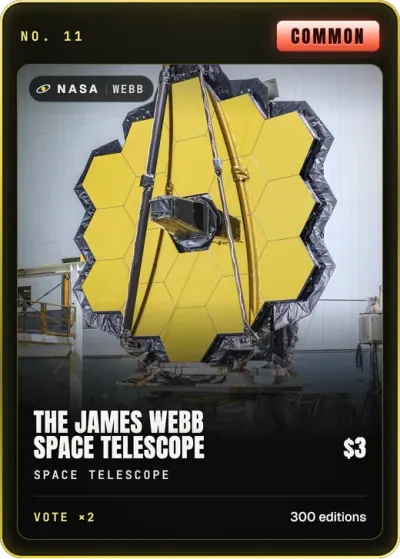 NO. 11
COMMON
NASA | WEBB
THE JAMES WEBB
SPACE TELESCOPE
$3
SPACE TELESCOPE
VOTE ×2
300 editions